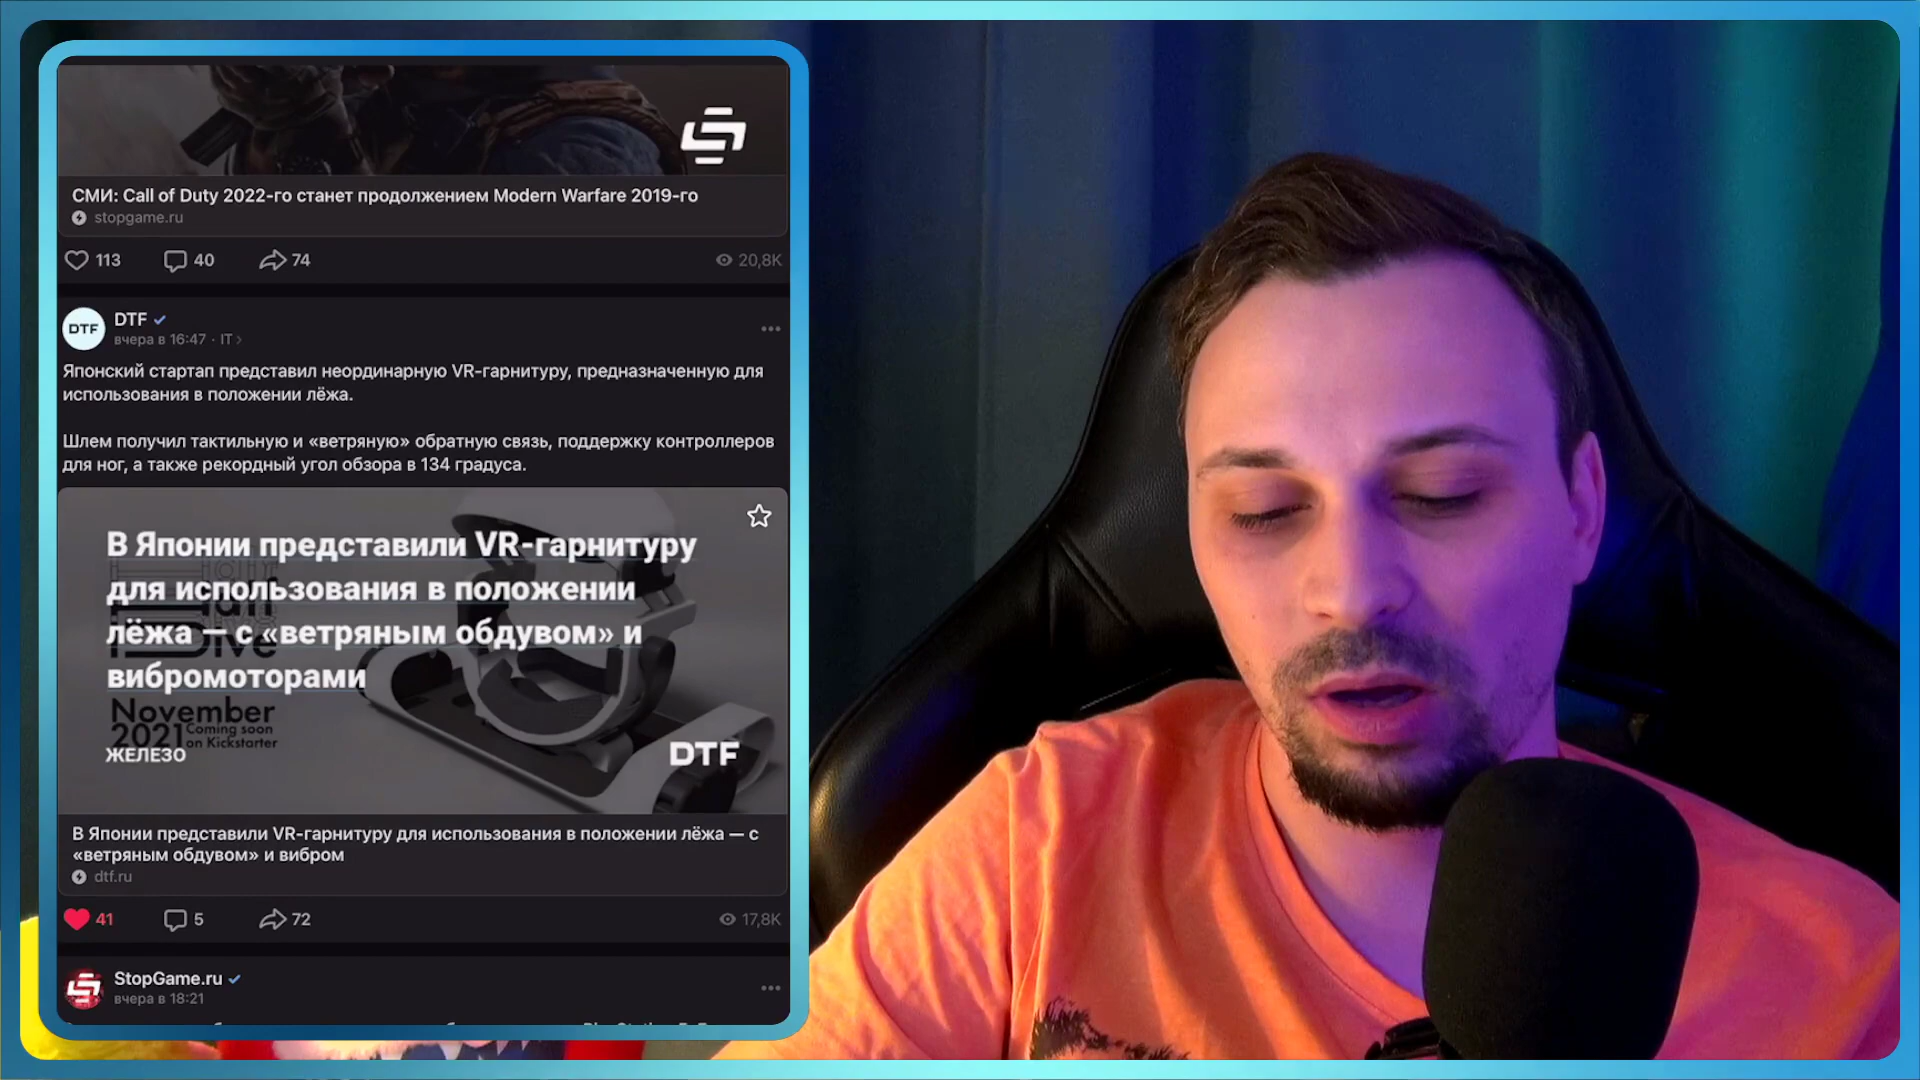 СМИ: Call of Duty 2022-го станет продолжением Modern Warfare 2019-го
stopgame.ru
113 40 74 20,8K
DTF
DTF
вчера в 16:47 · IT
Японский стартап представил неординарную VR-гарнитуру, предназначенную для
использования в положении лёжа.
Шлем получил тактильную и «ветряную» обратную связь, поддержку контроллеров
для ног, а также рекордный угол обзора в 134 градуса.
В Японии представили VR-гарнитуру
для использования в положении
лёжа — с «ветряным обдувом» и
вибромоторами
November
2021 Coming soon
on Kickstarter
ЖЕЛЕЗО
DTF
В Японии представили VR-гарнитуру для использования в положении лёжа — с
«ветряным обдувом» и вибром
dtf.ru
41 5 72 17,8K
StopGame.ru
вчера в 18:21